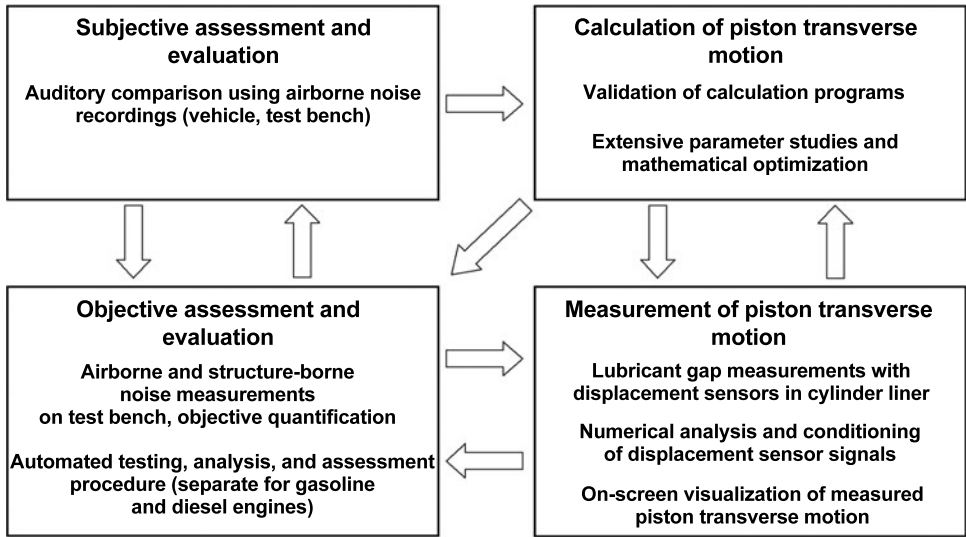 Subjective assessment and
evaluation
Auditory comparison using airborne noise
recordings (vehicle, test bench)
Calculation of piston transverse
motion
Validation of calculation programs
Extensive parameter studies and
mathematical optimization
Objective assessment and
evaluation
Airborne and structure-borne
noise measurements
on test bench, objective quantification
Automated testing, analysis, and assessment
procedure (separate for gasoline
and diesel engines)
Measurement of piston transverse
motion
Lubricant gap measurements with
displacement sensors in cylinder liner
Numerical analysis and conditioning
of displacement sensor signals
On-screen visualization of measured
piston transverse motion